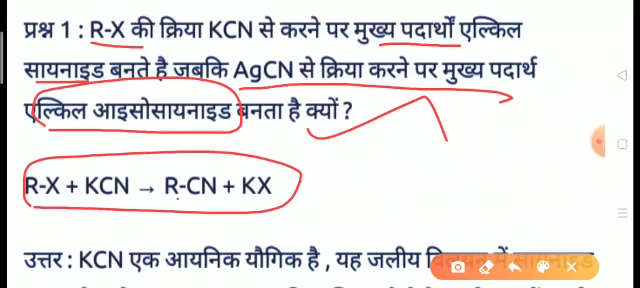 प्रश्न 1 : R-X की क्रिया KCN से करने पर मुख्य पदार्थों एल्किल
सायनाइड बनते है जबकि AgCN से क्रिया करने पर मुख्य पदार्थ
एल्किल आइसोसायनाइड बनता है क्यों ?
R-X + KCN → R-CN + KX
उत्तर : KCN एक आयनिक यौगिक है , यह जलीय